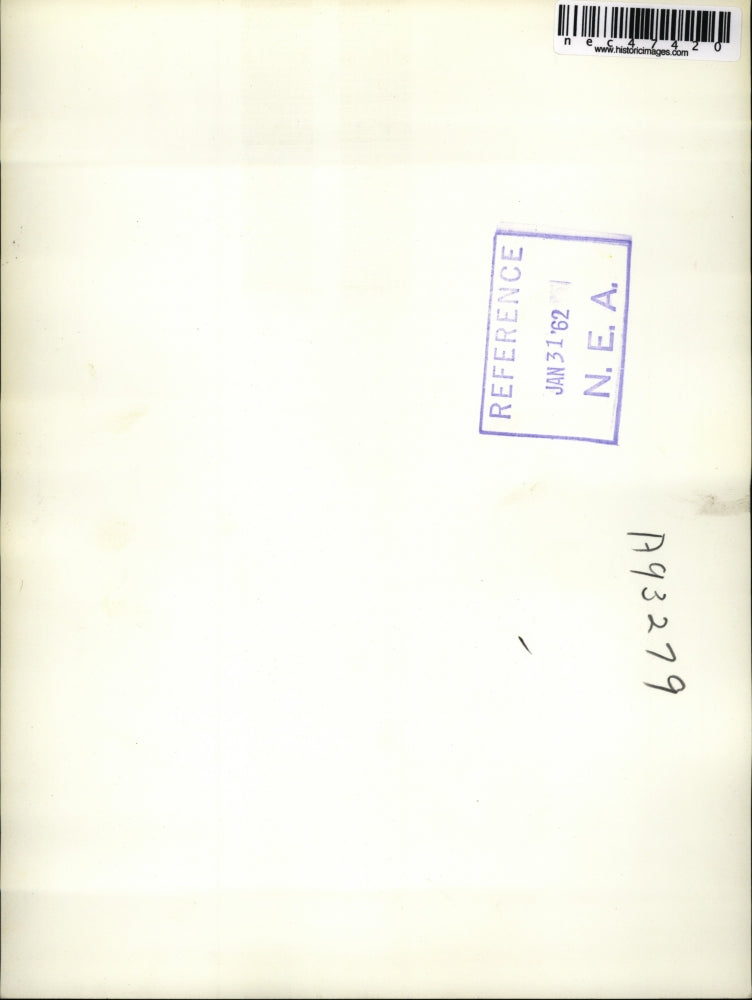 nec47420
www.historicimages.com
REFERENCE
JAN 31 '62
N. E. A.
A93279